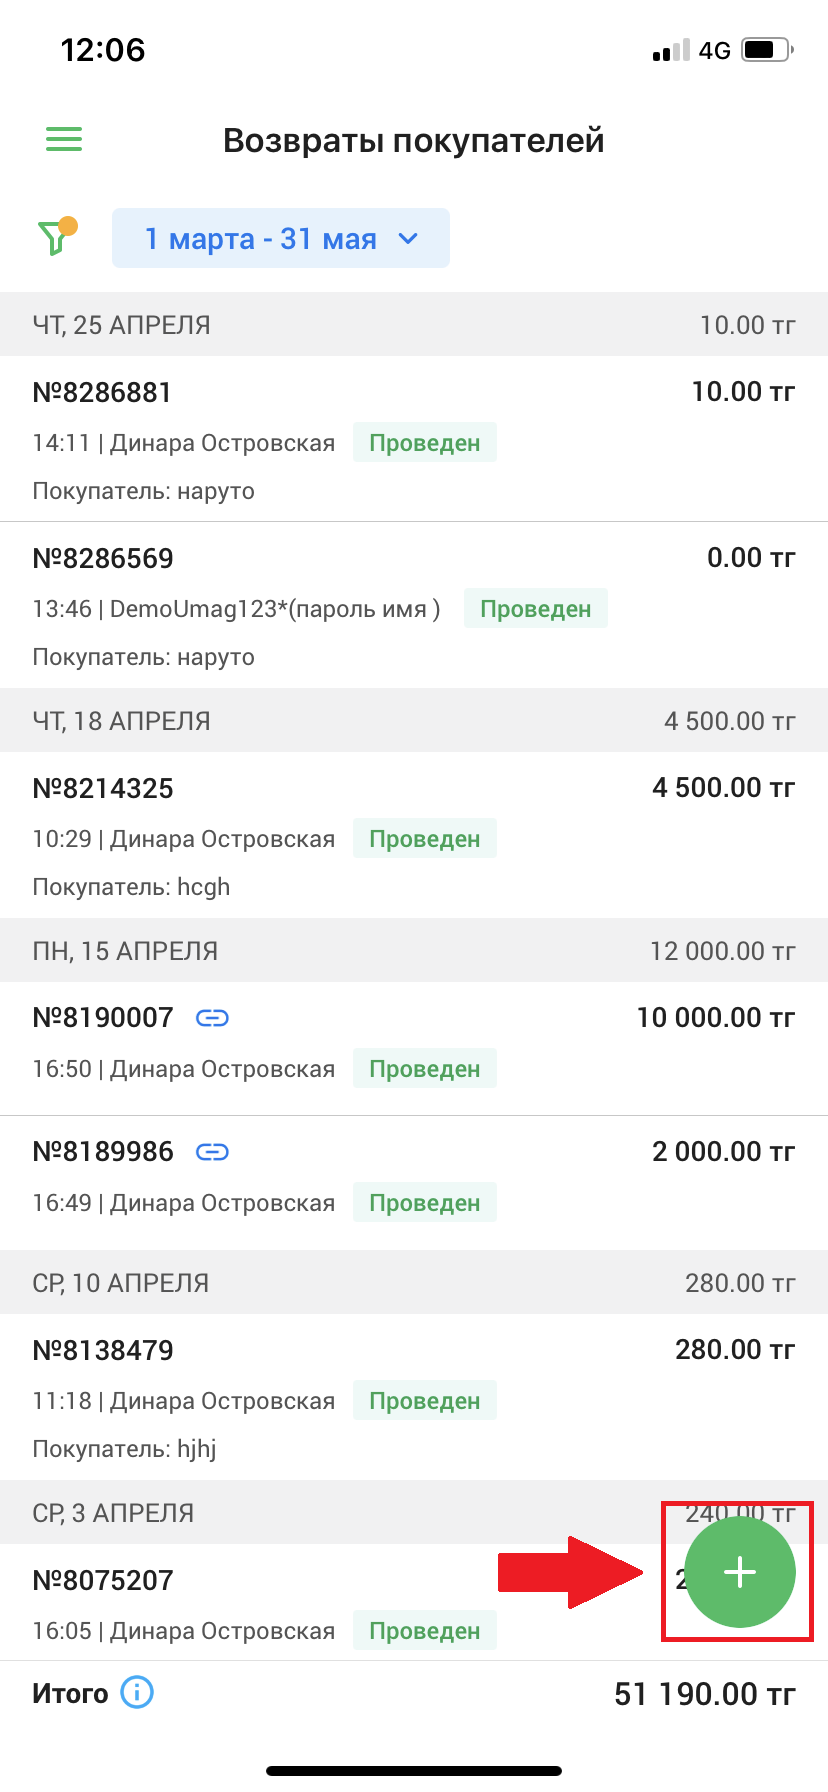 12:06
4G
Возвраты покупателей
1 марта - 31 мая
ЧТ, 25 АПРЕЛЯ 10.00 тг
№8286881 10.00 тг
14:11 | Динара Островская Проведен
Покупатель: наруто
№8286569 0.00 тг
13:46 | DemoUmag123*(пароль имя ) Проведен
Покупатель: наруто
ЧТ, 18 АПРЕЛЯ 4 500.00 тг
№8214325 4 500.00 тг
10:29 | Динара Островская Проведен
Покупатель: hcgh
ПН, 15 АПРЕЛЯ 12 000.00 тг
№8190007 10 000.00 тг
16:50 | Динара Островская Проведен
№8189986 2 000.00 тг
16:49 | Динара Островская Проведен
СР, 10 АПРЕЛЯ 280.00 тг
№8138479 280.00 тг
11:18 | Динара Островская Проведен
Покупатель: hjhj
СР, 3 АПРЕЛЯ 240.00 тг
№8075207
16:05 | Динара Островская Проведен
Итого 51 190.00 тг